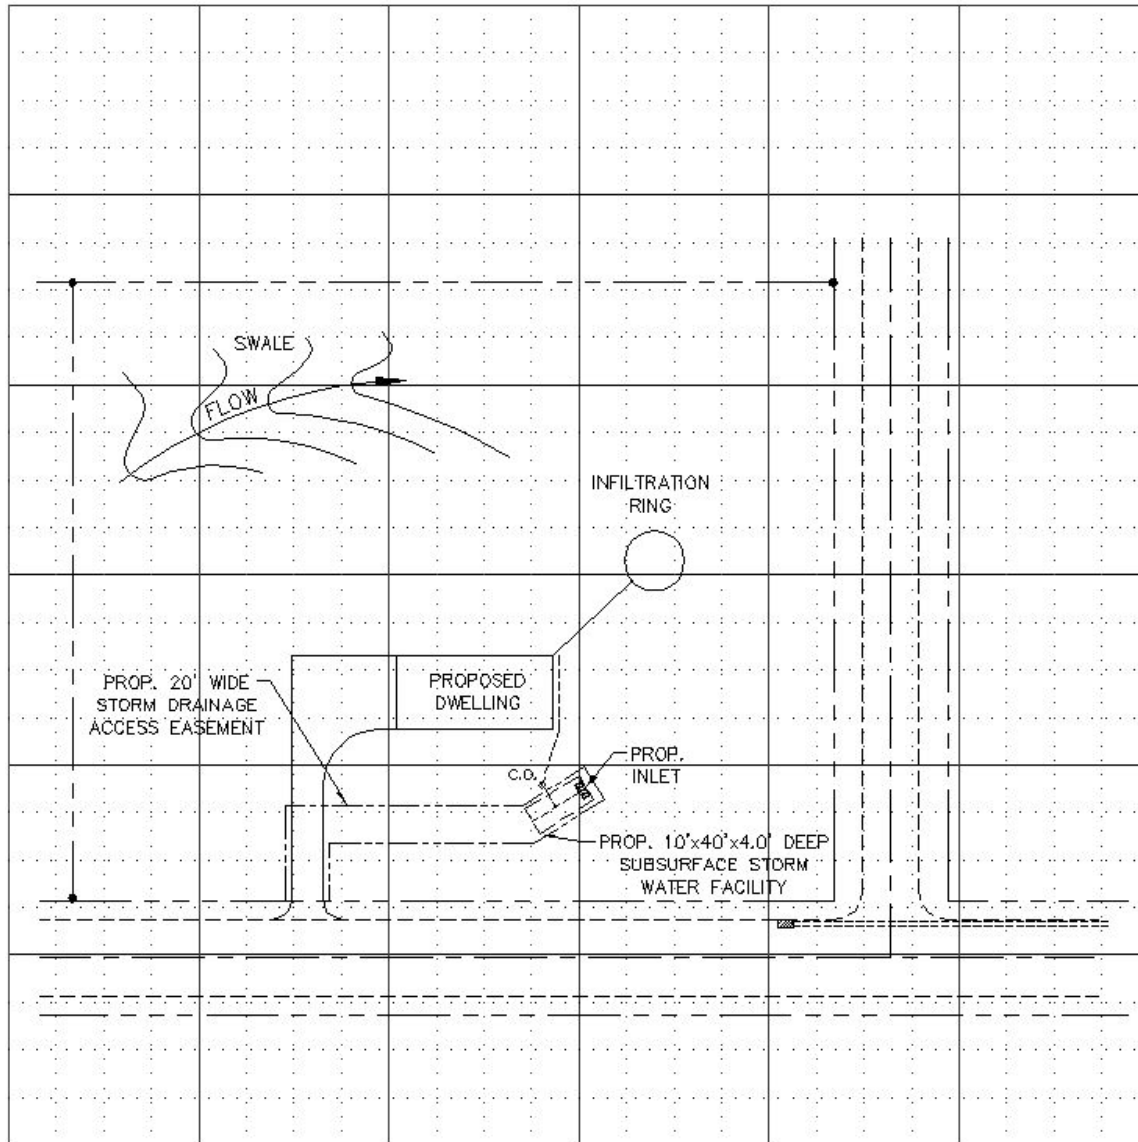 SWALE
FLOW
INFILTRATION
RING
PROP. 20' WIDE
STORM DRAINAGE
ACCESS EASEMENT
PROPOSED
DWELLING
C.O.
PROP.
INLET
PROP. 10'x40'x4.0' DEEP
SUBSURFACE STORM
WATER FACILITY